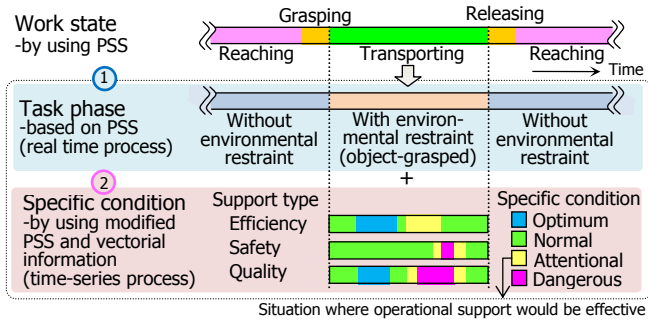 Work state
-by using PSS
Grasping
Releasing
Reaching
Transporting
Reaching
Time
1
Task phase
-based on PSS
(real time process)
Without
environmental
restraint
With environ-
mental restraint
(object-grasped)
Without
environmental
restraint
+
2
Specific condition
-by using modified
PSS and vectorial
information
(time-series process)
Support type
Efficiency
Safety
Quality
Specific condition
Optimum
Normal
Attentional
Dangerous
Situation where operational support would be effective